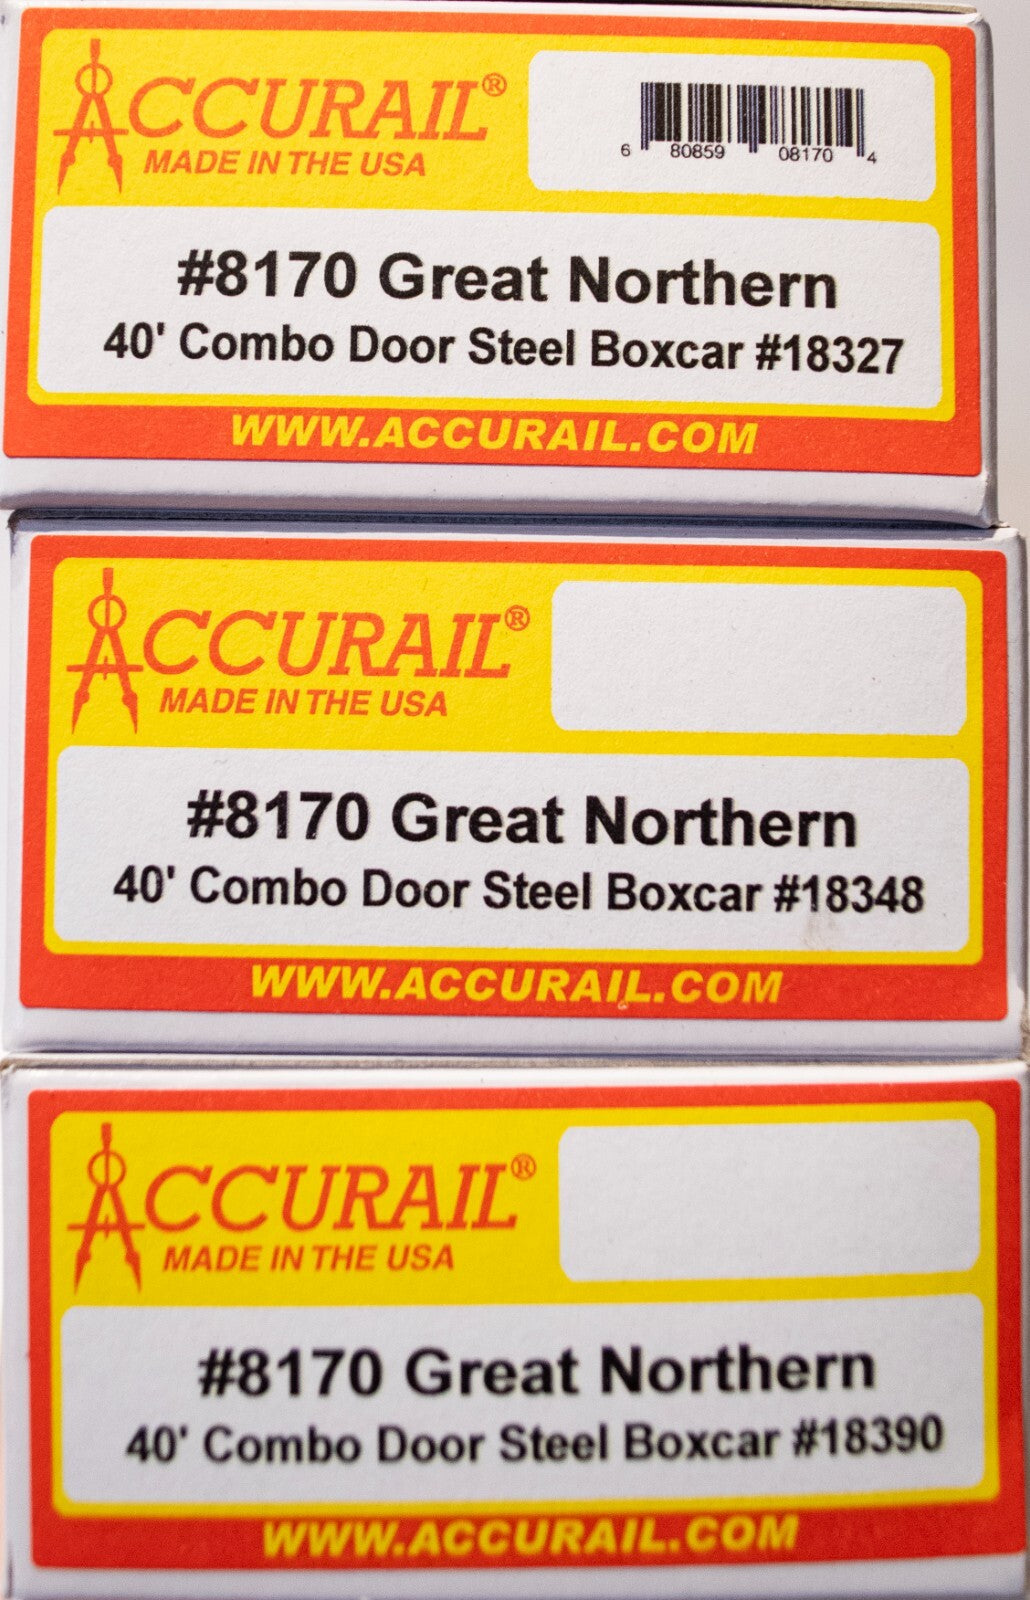 ACCURAIL®
MADE IN THE USA
6 80859 08170 4
#8170 Great Northern
40' Combo Door Steel Boxcar #18327
WWW.ACCURAIL.COM
ACCURAIL®
MADE IN THE USA
#8170 Great Northern
40' Combo Door Steel Boxcar #18348
WWW.ACCURAIL.COM
ACCURAIL®
MADE IN THE USA
#8170 Great Northern
40' Combo Door Steel Boxcar #18390
WWW.ACCURAIL.COM